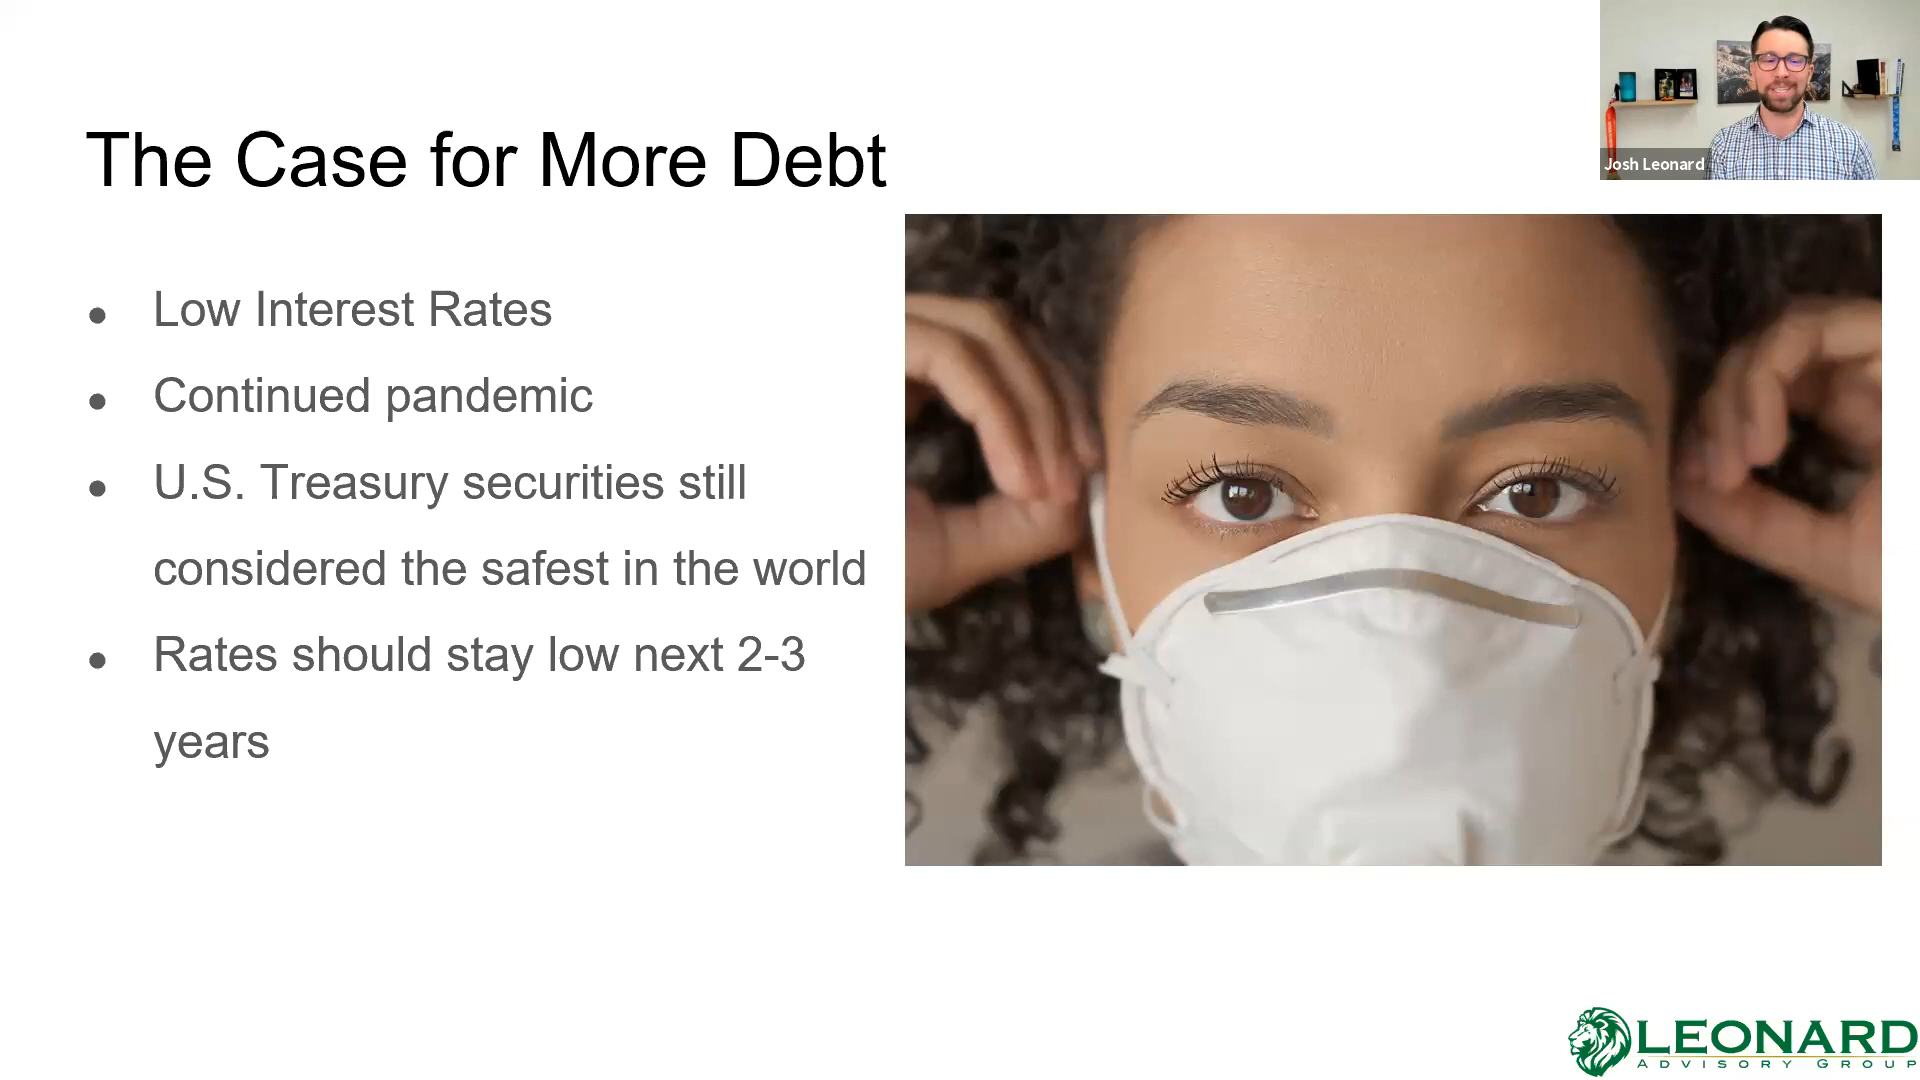 The Case for More Debt
Josh Leonard
● Low Interest Rates
● Continued pandemic
● U.S. Treasury securities still
considered the safest in the world
● Rates should stay low next 2-3
years
LEONARD
ADVISORY GROUP